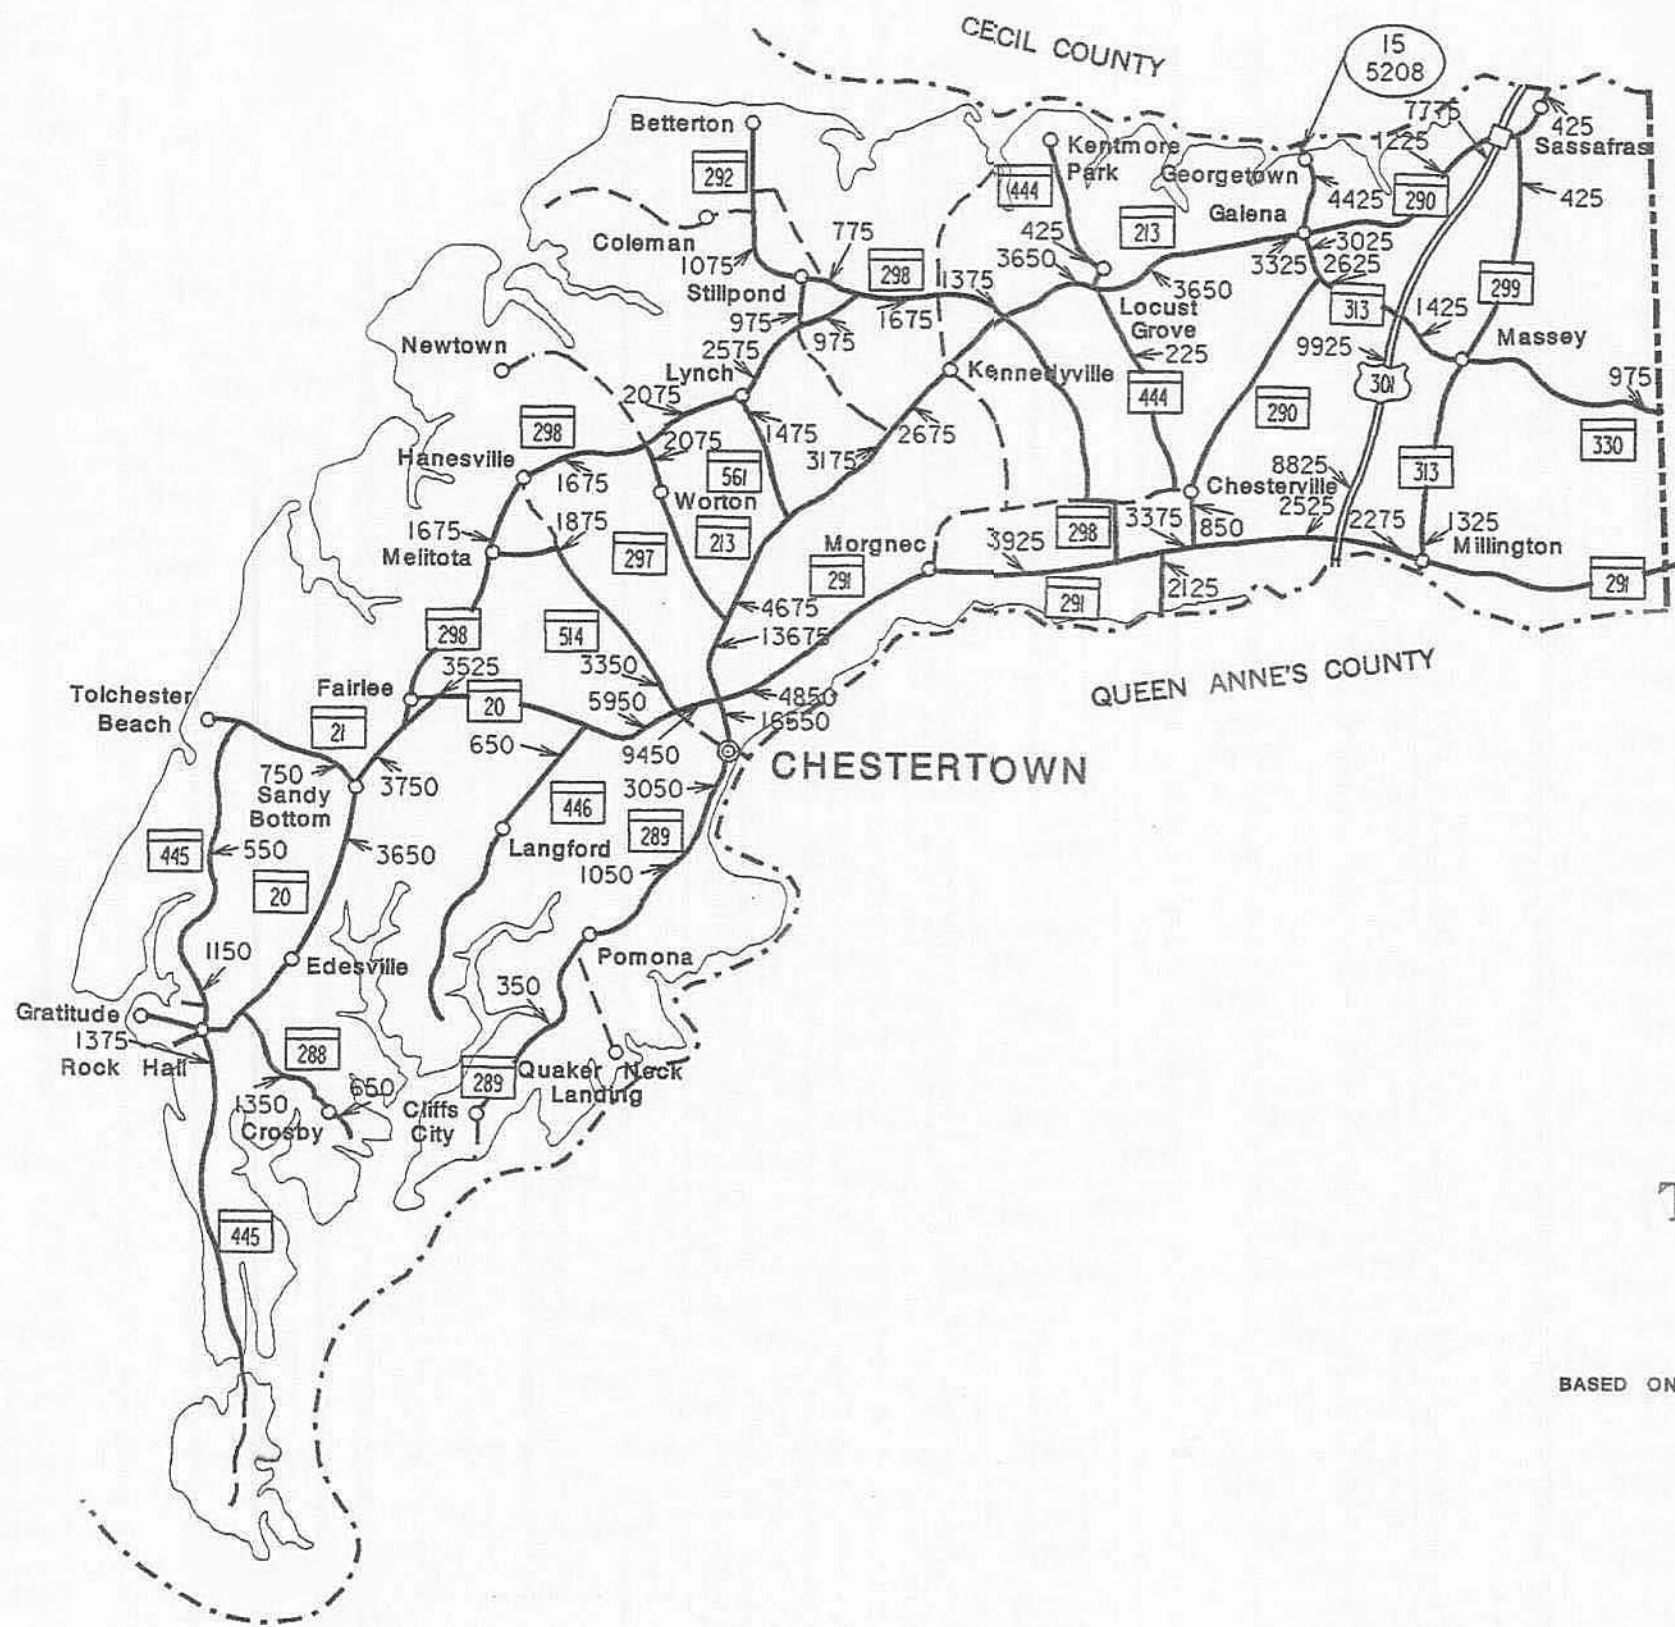 CECIL COUNTY
15
5208
Betterton
292
Kentmore
Park
444
Georgetown
7775
1225
425
Sassafras
4425
290
425
Coleman
1075
775
298
425
213
Galena
3650
1375
3025
3325
2625
Stillpond
3650
299
Locust
Grove
1675
975
975
313
1425
Massey
Newtown
2575
Lynch
225
9925
301
Kennedyville
975
2075
444
290
298
2075
1475
2675
330
3175
Hanesville
561
8825
313
1675
Worton
Chesterville
2525
1675
1875
213
298
3375
850
2275
1325
Melitota
297
Morgnec
3925
Millington
291
2125
291
291
4675
298
514
13675
3525
3350
QUEEN ANNE'S COUNTY
Tolchester
Beach
Fairlee
20
5950
4850
21
16550
650
9450
CHESTERTOWN
750
3750
3050
Sandy
Bottom
446
289
445
550
3650
Langford
1050
20
1150
Edesville
Pomona
350
Gratitude
1375
Rock Hall
288
Quaker Neck
Landing
289
650
1350
Crosby
Cliffs
City
T
445
BASED ON